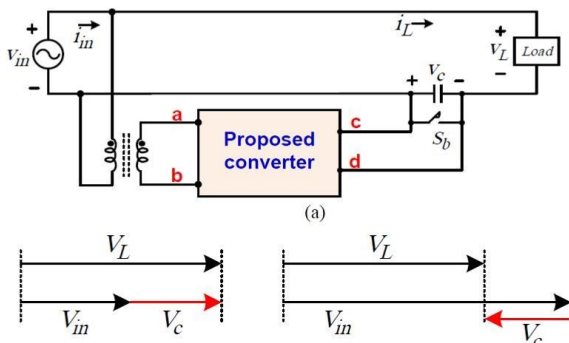 + i_in i_L +
v_in v_L Load
- + v_c - -
a c S_b
Proposed
converter
b d
(a)
V_L V_L
V_in V_c V_in V_c